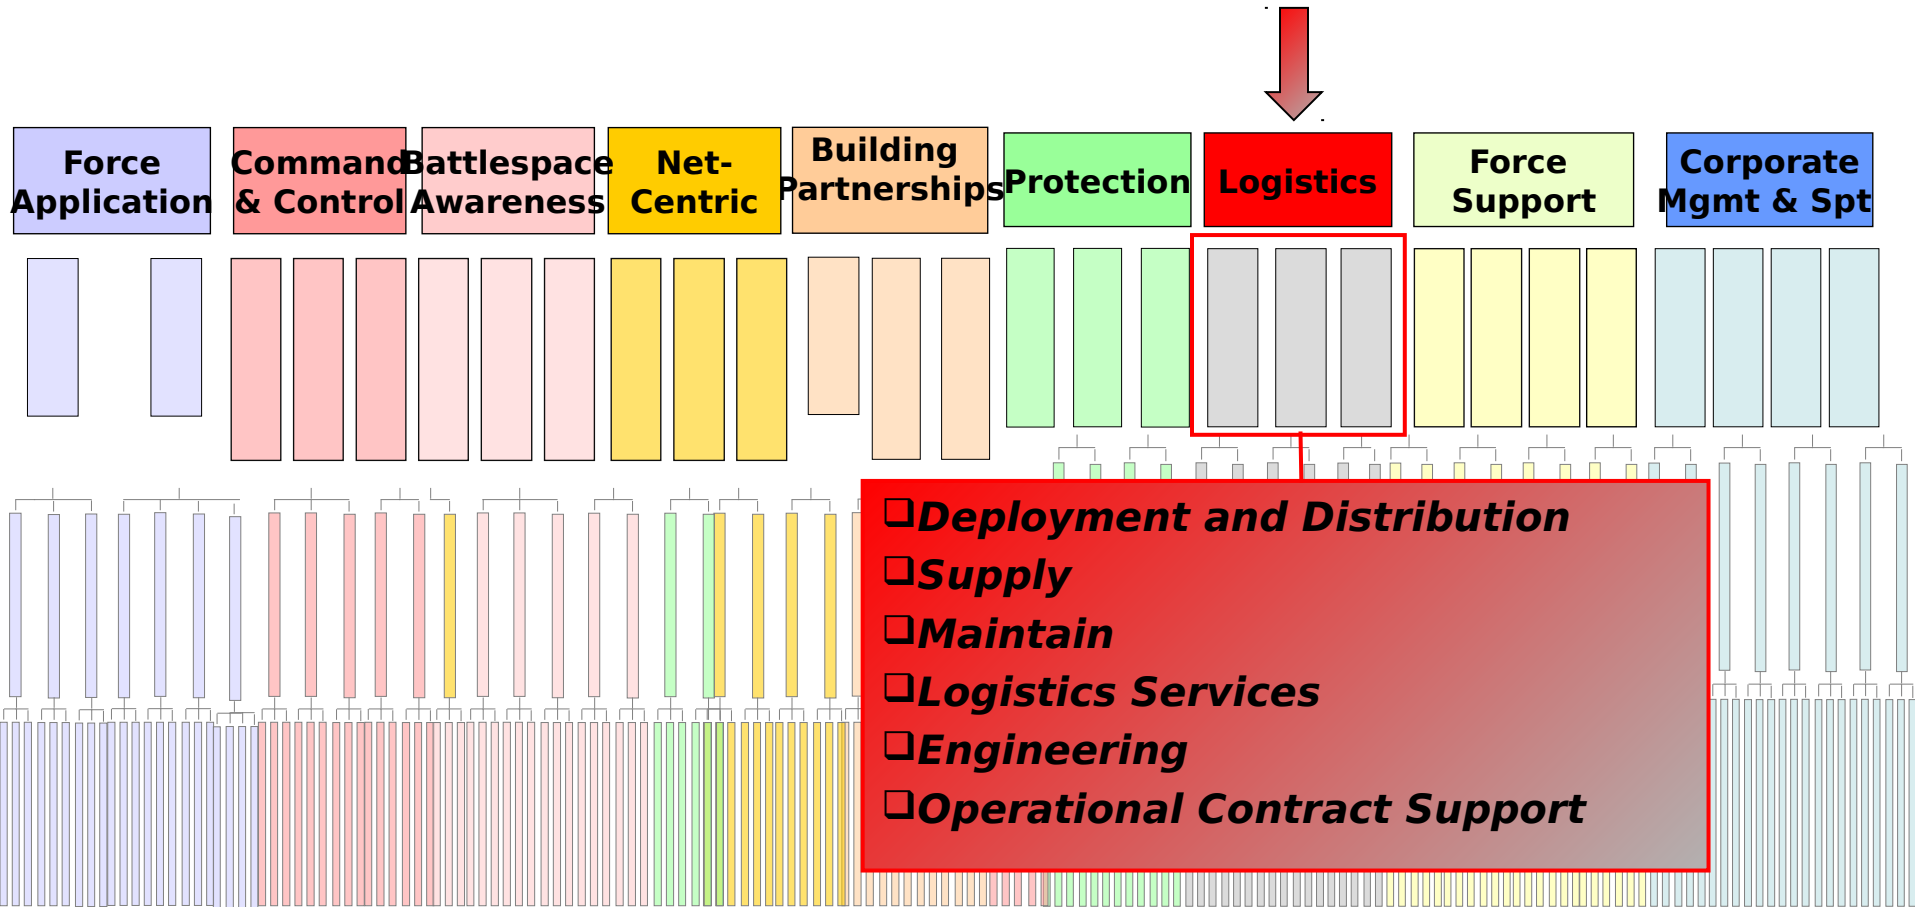 Force
Application
Command
& Control
Battlespace
Awareness
Net-
Centric
Building
Partnerships
Protection
Logistics
Force
Support
Corporate
Mgmt & Spt
❑Deployment and Distribution
❑Supply
❑Maintain
❑Logistics Services
❑Engineering
❑Operational Contract Support